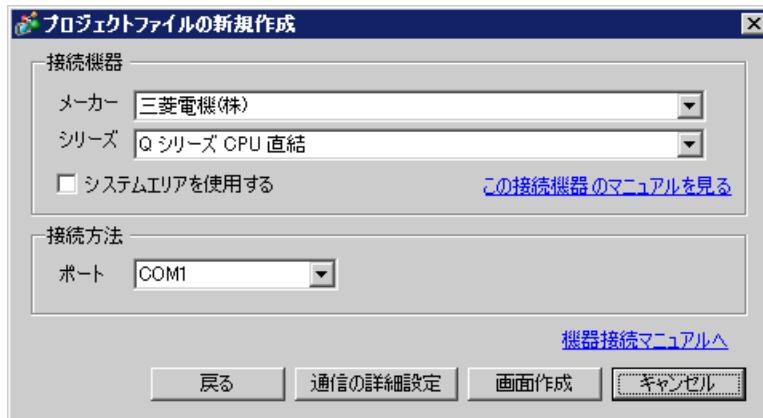 プロジェクトファイルの新規作成
接続機器
メーカー 三菱電機(株)
シリーズ Q シリーズ CPU 直結
システムエリアを使用する この接続機器のマニュアルを見る
接続方法
ポート COM1
機器接続マニュアルへ
戻る 通信の詳細設定 画面作成 キャンセル